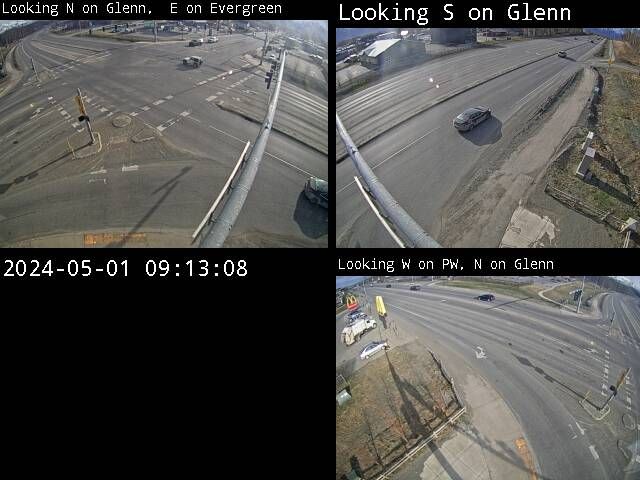 Looking N on Glenn,  E on Evergreen
Looking S on Glenn
2024-05-01 09:13:08
Looking W on PW, N on Glenn